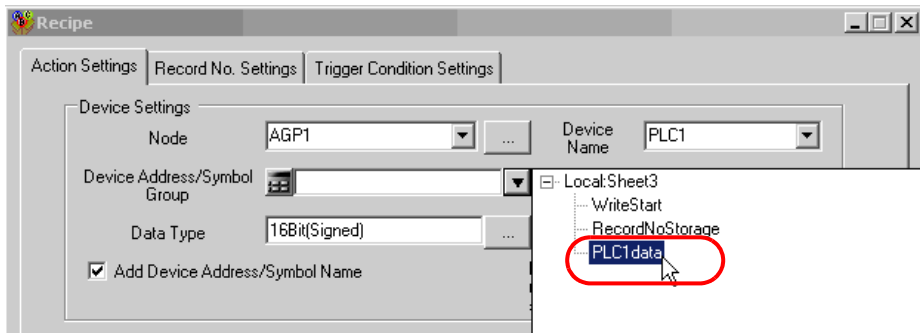 Recipe
Action Settings Record No. Settings Trigger Condition Settings
Device Settings
Node AGP1 ... Device Name PLC1
Device Address/Symbol Group
Local:Sheet3
WriteStart
RecordNoStorage
PLC1data
Data Type 16Bit(Signed) ...
Add Device Address/Symbol Name